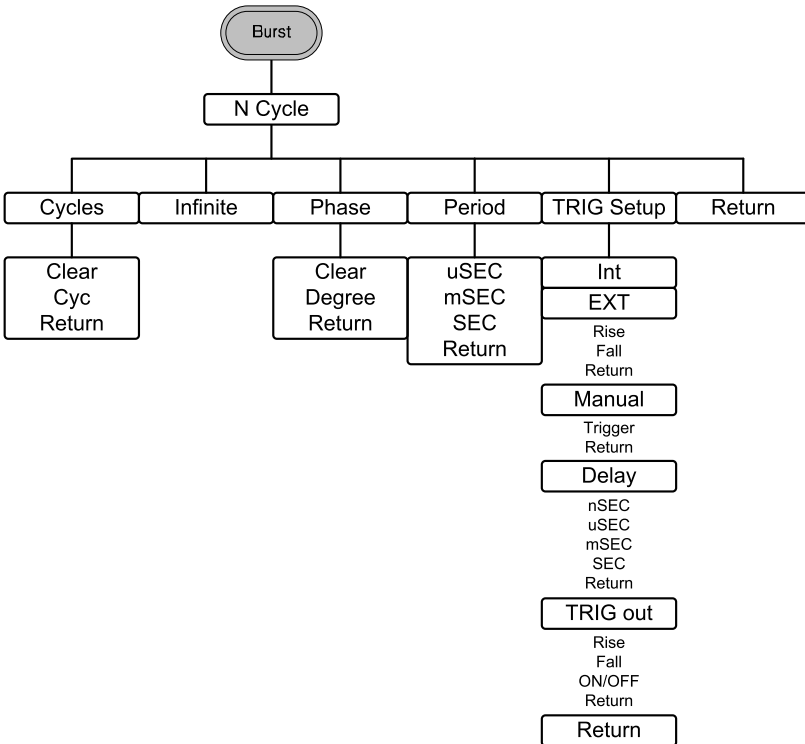 Burst
N Cycle
Cycles
Infinite
Phase
Period
TRIG Setup
Return
Clear
Cyc
Return
Clear
Degree
Return
uSEC
mSEC
SEC
Return
Int
EXT
Rise
Fall
Return
Manual
Trigger
Return
Delay
nSEC
uSEC
mSEC
SEC
Return
TRIG out
Rise
Fall
ON/OFF
Return
Return